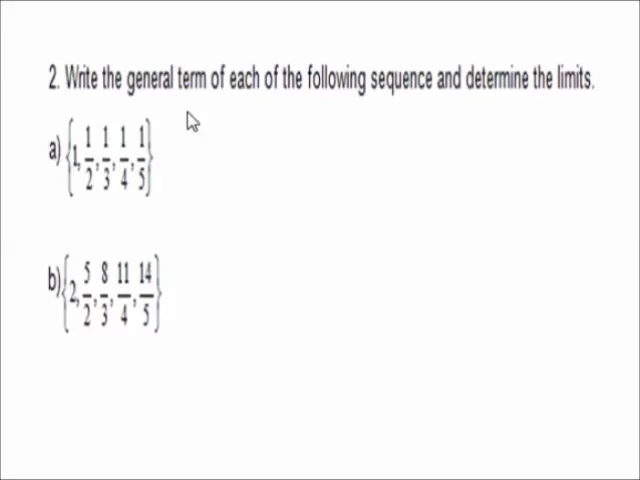 2. Write the general term of each of the following sequence and determine the limits.
a) {1, 1/2, 1/3, 1/4, 1/5}
b) {2, 5/2, 8/3, 11/4, 14/5}